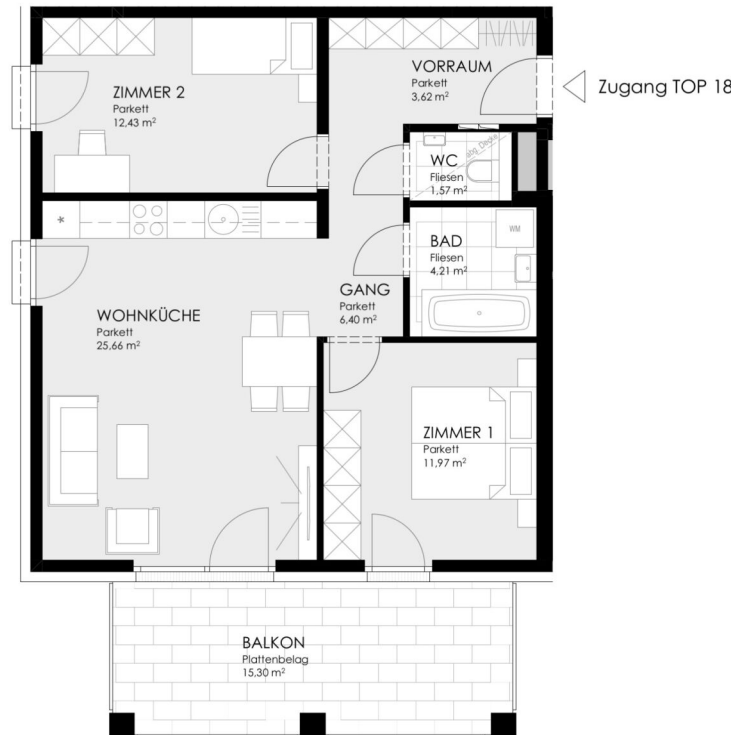 ZIMMER 2
Parkett
12,43 m²
VORRAUM
Parkett
3,62 m²
Zugang TOP 18
WC
Fliesen
1,57 m²
abg. Decke
BAD
Fliesen
4,21 m²
WM
*
GANG
Parkett
6,40 m²
WOHNKÜCHE
Parkett
25,66 m²
ZIMMER 1
Parkett
11,97 m²
BALKON
Plattenbelag
15,30 m²